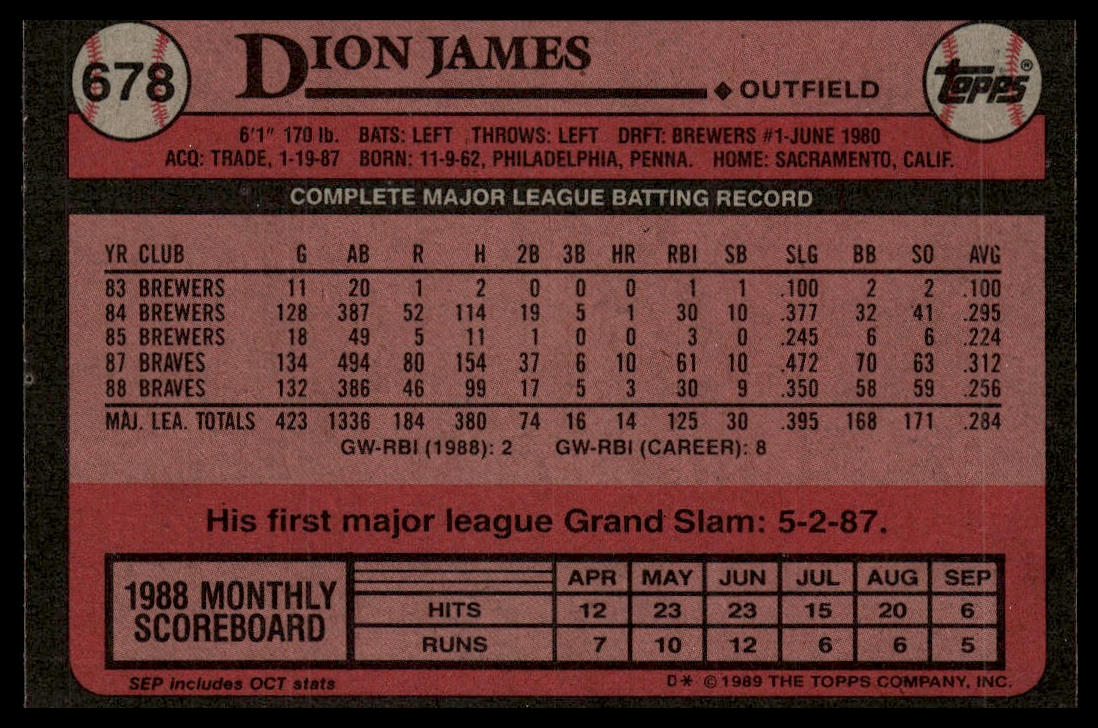 678 DION JAMES
◆ OUTFIELD
TOPPS®
6'1" 170 lb. BATS: LEFT THROWS: LEFT DRFT: BREWERS #1-JUNE 1980
ACQ: TRADE, 1-19-87 BORN: 11-9-62, PHILADELPHIA, PENNA. HOME: SACRAMENTO, CALIF.
COMPLETE MAJOR LEAGUE BATTING RECORD
YR CLUB G AB R H 2B 3B HR RBI SB SLG BB SO AVG
83 BREWERS 11 20 1 2 0 0 0 1 1 .100 2 2 .100
84 BREWERS 128 387 52 114 19 5 1 30 10 .377 32 41 .295
85 BREWERS 18 49 5 11 1 0 0 3 0 .245 6 6 .224
87 BRAVES 134 494 80 154 37 6 10 61 10 .472 70 63 .312
88 BRAVES 132 386 46 99 17 5 3 30 9 .350 58 59 .256
MAJ. LEA. TOTALS 423 1336 184 380 74 16 14 125 30 .395 168 171 .284
GW-RBI (1988): 2 GW-RBI (CAREER): 8
His first major league Grand Slam: 5-2-87.
1988 MONTHLY SCOREBOARD
APR MAY JUN JUL AUG SEP
HITS 12 23 23 15 20 6
RUNS 7 10 12 6 6 5
SEP includes OCT stats
D* © 1989 THE TOPPS COMPANY, INC.